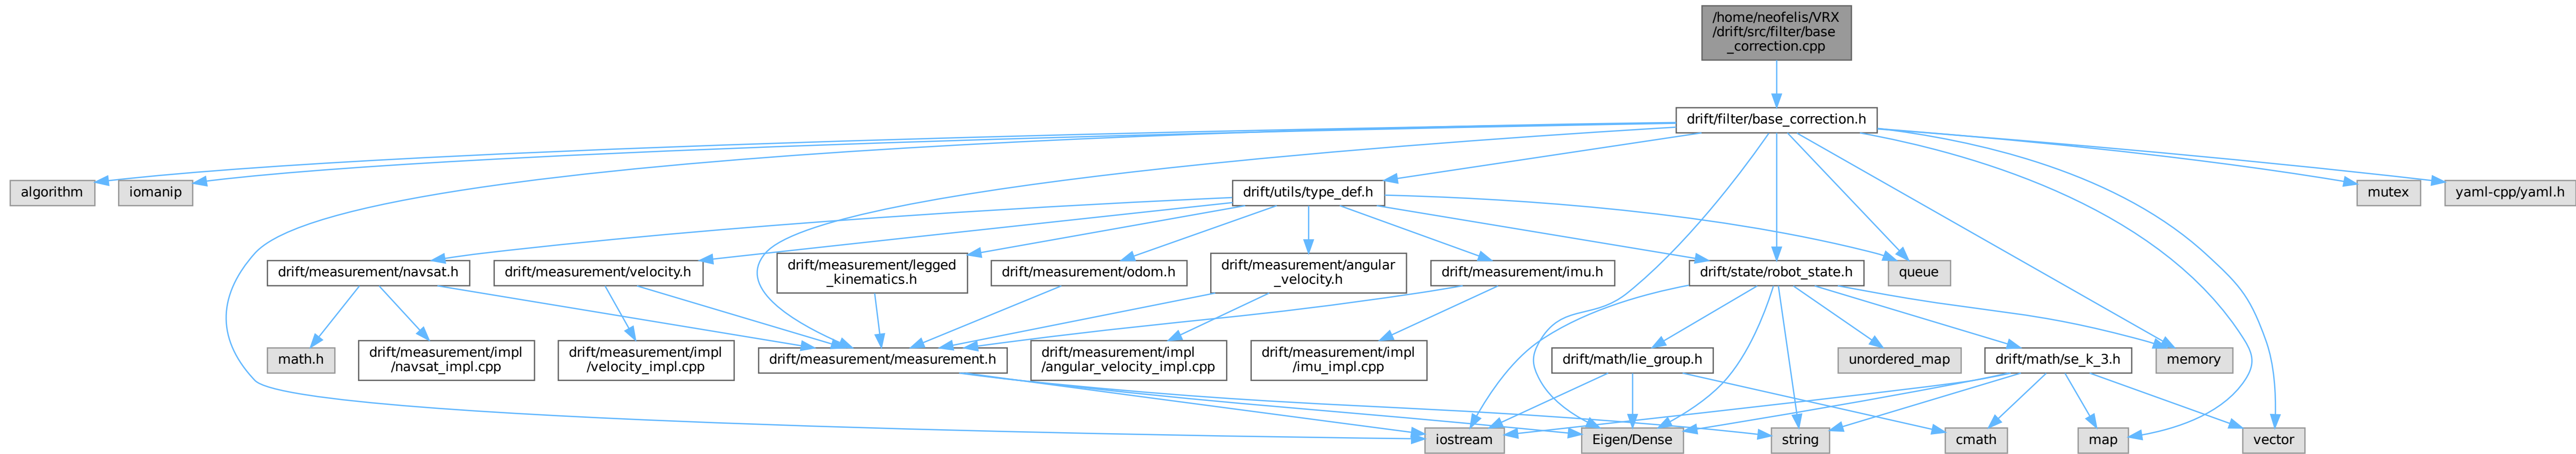 /home/neofelis/VRX
/drift/src/filter/base
_correction.cpp
drift/filter/base_correction.h
algorithm
iomanip
drift/utils/type_def.h
mutex
yaml-cpp/yaml.h
drift/measurement/navsat.h
drift/measurement/velocity.h
drift/measurement/legged
_kinematics.h
drift/measurement/odom.h
drift/measurement/angular
_velocity.h
drift/measurement/imu.h
drift/state/robot_state.h
queue
math.h
drift/measurement/impl
/navsat_impl.cpp
drift/measurement/impl
/velocity_impl.cpp
drift/measurement/measurement.h
drift/measurement/impl
/angular_velocity_impl.cpp
drift/measurement/impl
/imu_impl.cpp
drift/math/lie_group.h
unordered_map
drift/math/se_k_3.h
memory
iostream
Eigen/Dense
string
cmath
map
vector